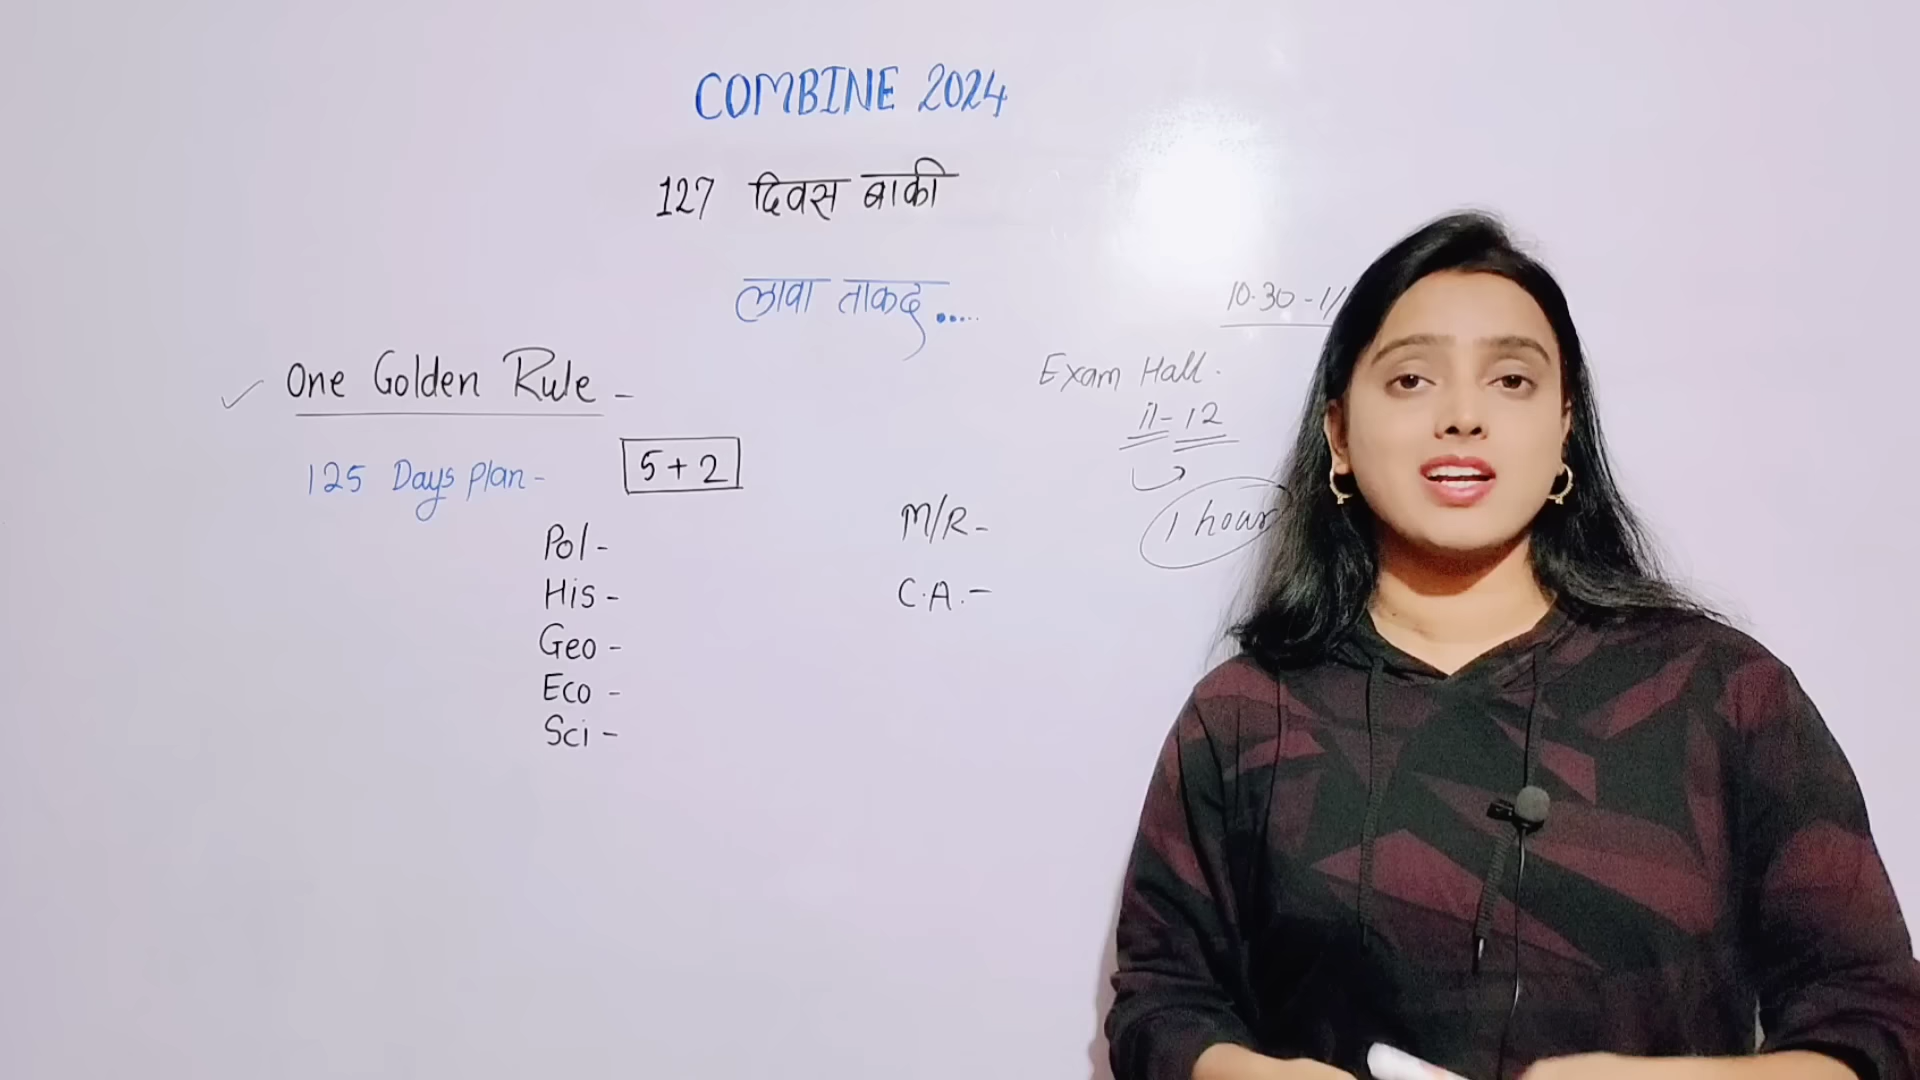 COMBINE 2024
127 दिवस बाकी
लावा ताकद.....
One Golden Rule -
125 Days Plan - 5+2
Pol -
His -
Geo -
Eco -
Sci -
M/R -
C.A. -
10.30 -
Exam Hall.
11-12
1 hour